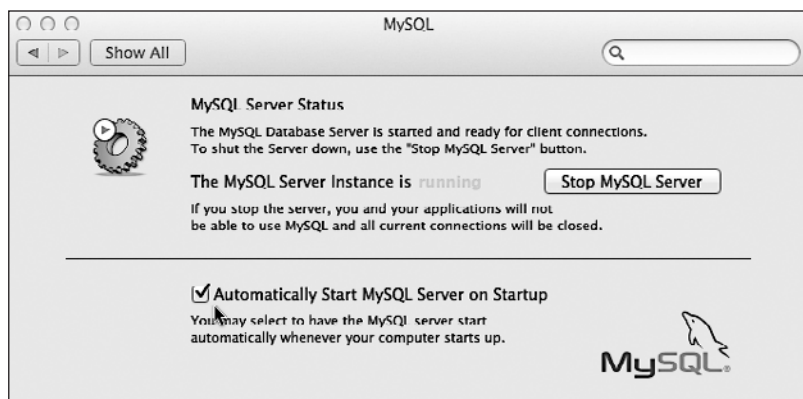 MySQL
Show All
MySQL Server Status
The MySQL Database Server is started and ready for client connections.
To shut the Server down, use the "Stop MySQL Server" button.
The MySQL Server Instance is running
Stop MySQL Server
If you stop the server, you and your applications will not
be able to use MySQL and all current connections will be closed.
Automatically Start MySQL Server on Startup
You may select to have the MySQL server start
automatically whenever your computer starts up.
MySQL®